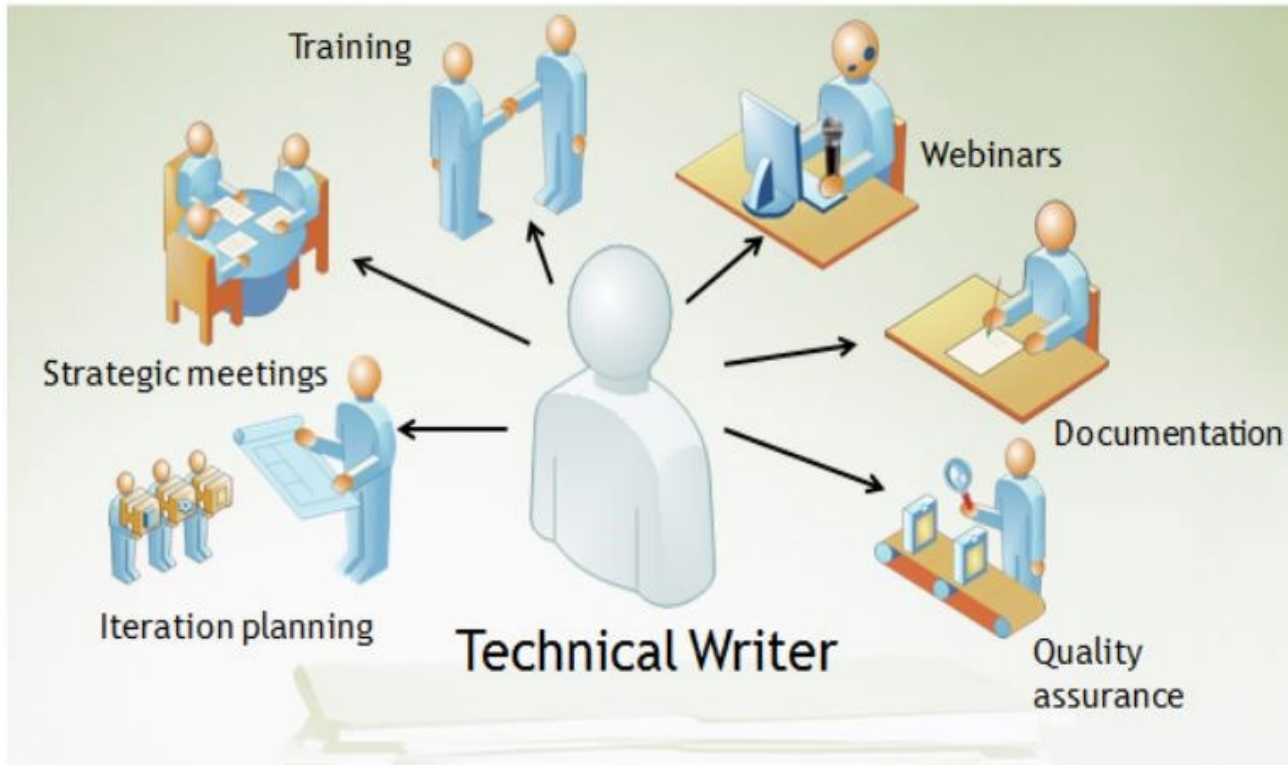 Training
Webinars
Strategic meetings
Documentation
Iteration planning
Technical Writer
Quality
assurance